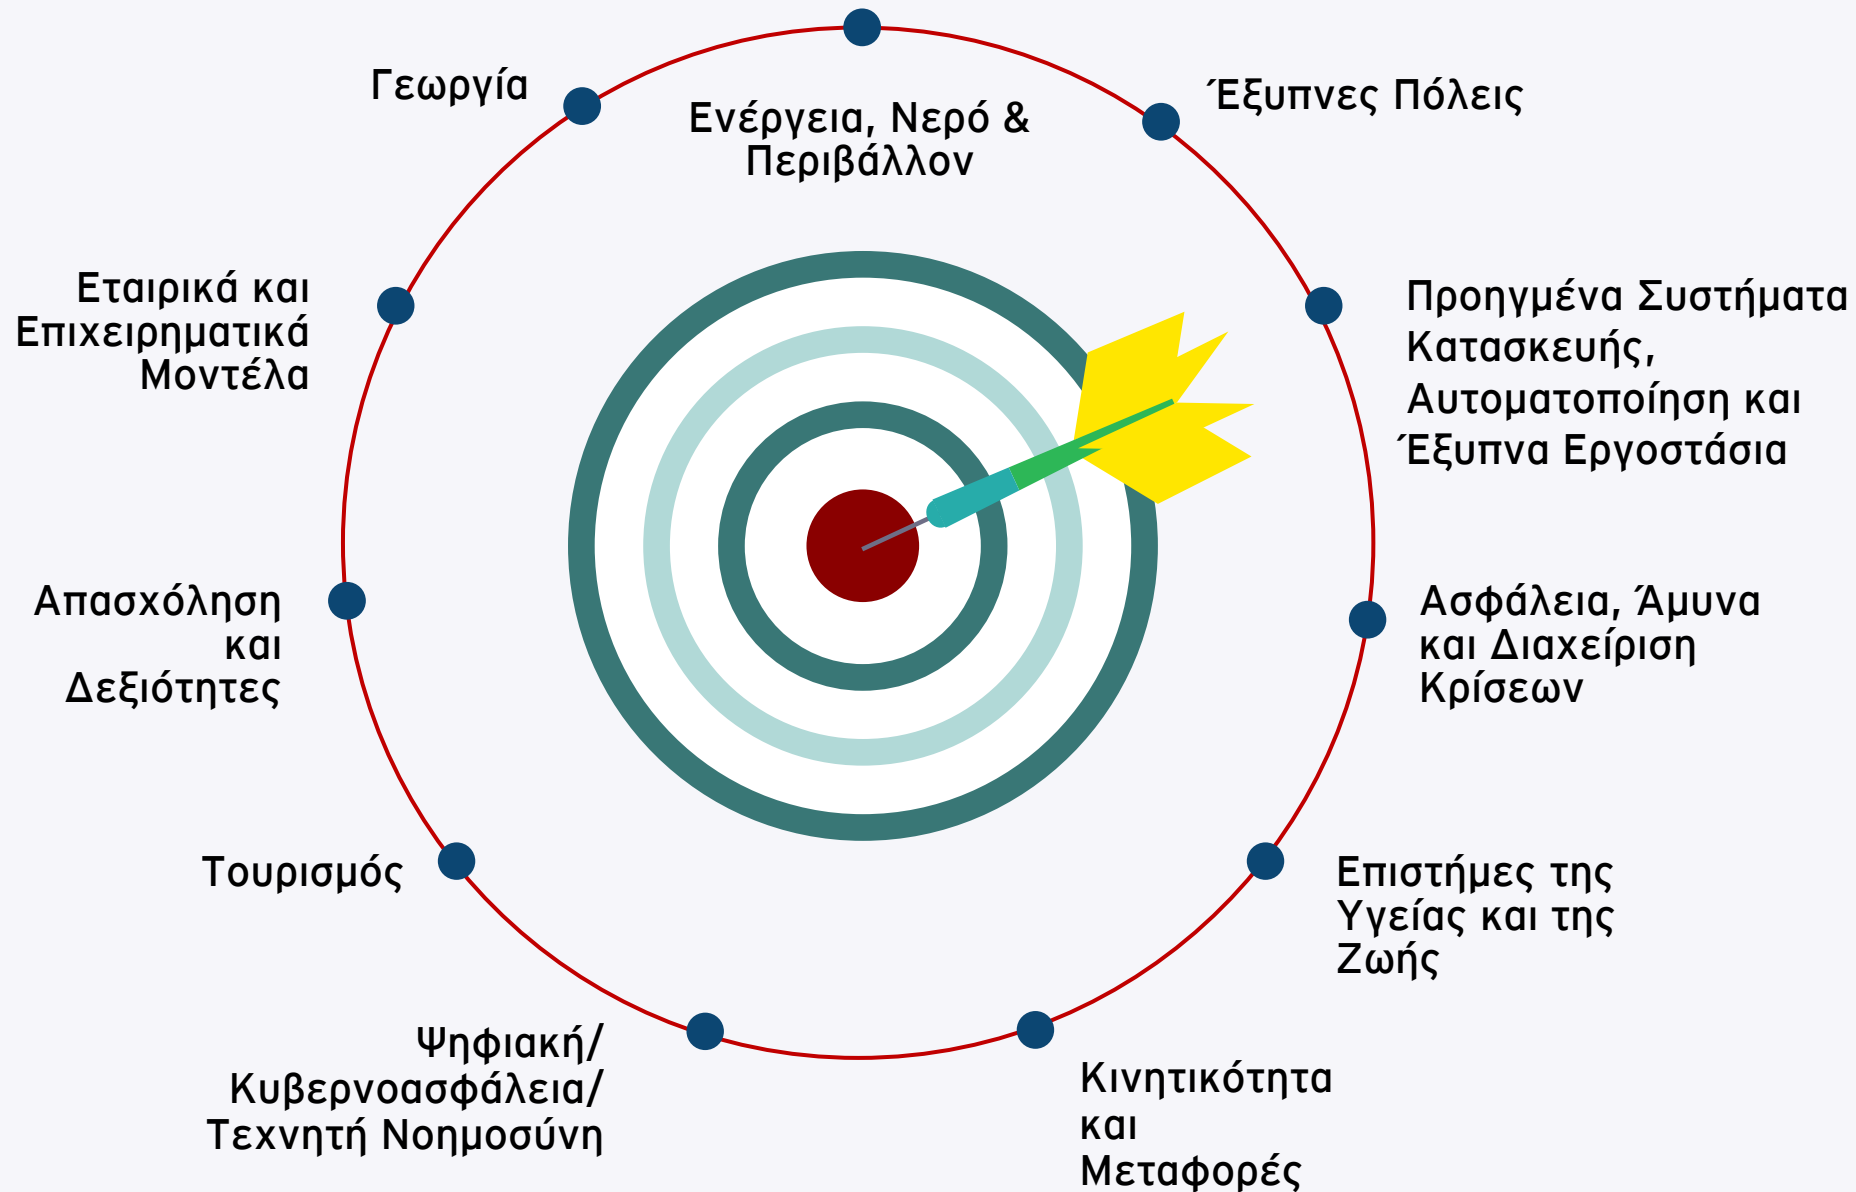 Ενέργεια, Νερό &
Περιβάλλον
Έξυπνες Πόλεις
Προηγμένα Συστήματα
Κατασκευής,
Αυτοματοποίηση και
Έξυπνα Εργοστάσια
Ασφάλεια, Άμυνα
και Διαχείριση
Κρίσεων
Επιστήμες της
Υγείας και της
Ζωής
Κινητικότητα
και
Μεταφορές
Ψηφιακή/
Κυβερνοασφάλεια/
Τεχνητή Νοημοσύνη
Τουρισμός
Απασχόληση
και
Δεξιότητες
Εταιρικά και
Επιχειρηματικά
Μοντέλα
Γεωργία